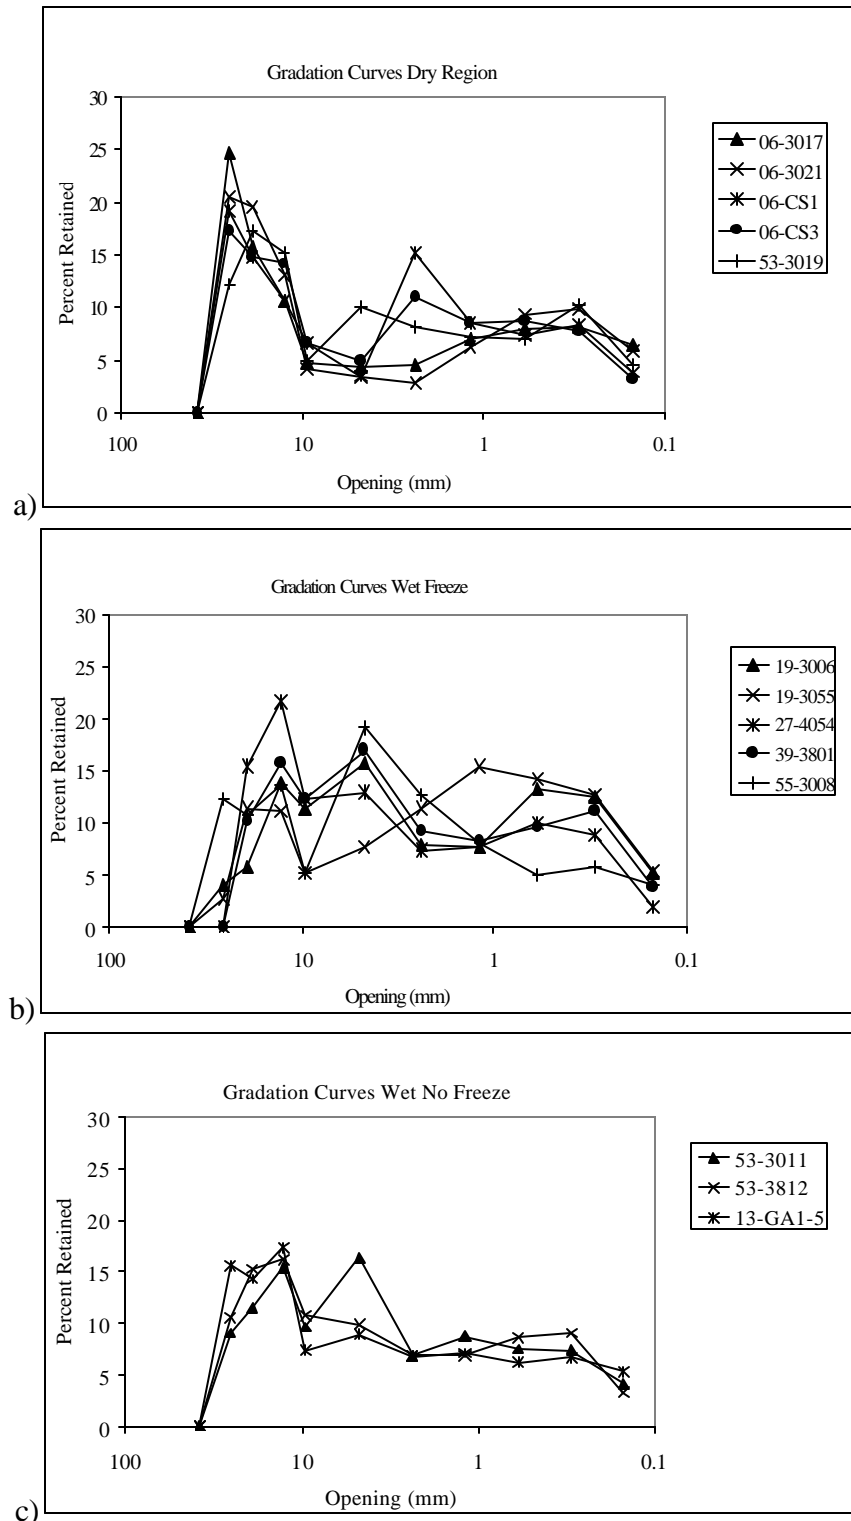 Gradation Curves Dry Region
30
25
20
15
10
5
0
Percent Retained
100 10 1 0.1
Opening (mm)
06-3017
06-3021
06-CS1
06-CS3
53-3019
a)
Gradation Curves Wet Freeze
30
25
20
15
10
5
0
Percent Retained
100 10 1 0.1
Opening (mm)
19-3006
19-3055
27-4054
39-3801
55-3008
b)
Gradation Curves Wet No Freeze
30
25
20
15
10
5
0
Percent Retained
100 10 1 0.1
Opening (mm)
53-3011
53-3812
13-GA1-5
c)